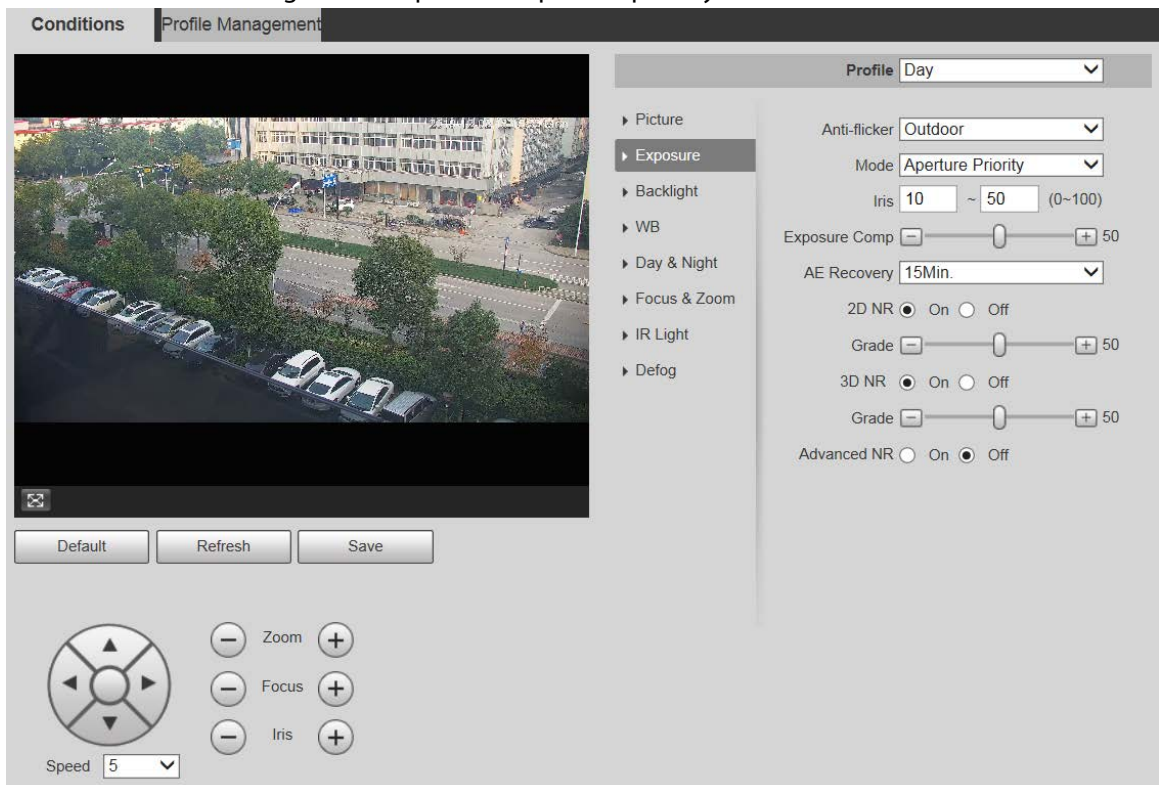 Conditions
Profile Management
Profile Day
Picture
Exposure
Backlight
WB
Day & Night
Focus & Zoom
IR Light
Defog
Anti-flicker Outdoor
Mode Aperture Priority
Iris 10 ~ 50 (0~100)
Exposure Comp 50
AE Recovery 15Min.
2D NR On Off
Grade 50
3D NR On Off
Grade 50
Advanced NR On Off
Default Refresh Save
Zoom
Focus
Iris
Speed 5